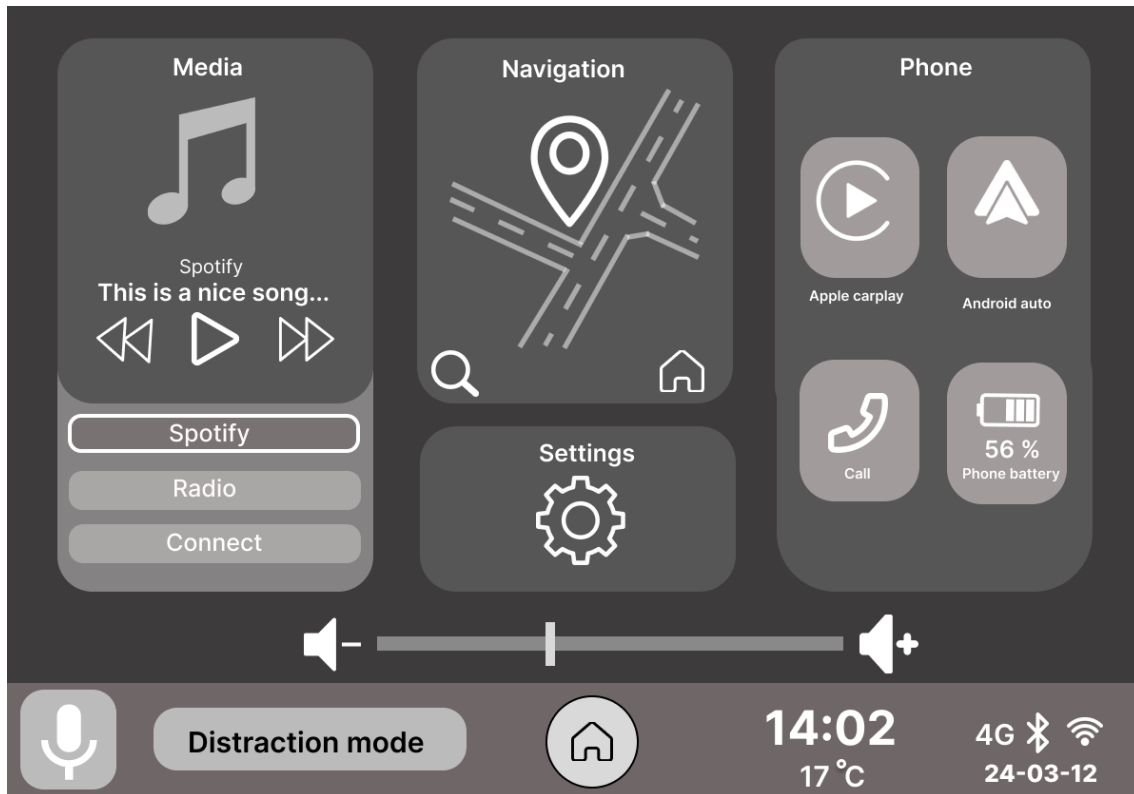 Media
Spotify
This is a nice song...
Spotify
Radio
Connect
Navigation
Settings
Phone
Apple carplay
Android auto
Call
56 %
Phone battery
Distraction mode
14:02
17 °C
4G
24-03-12